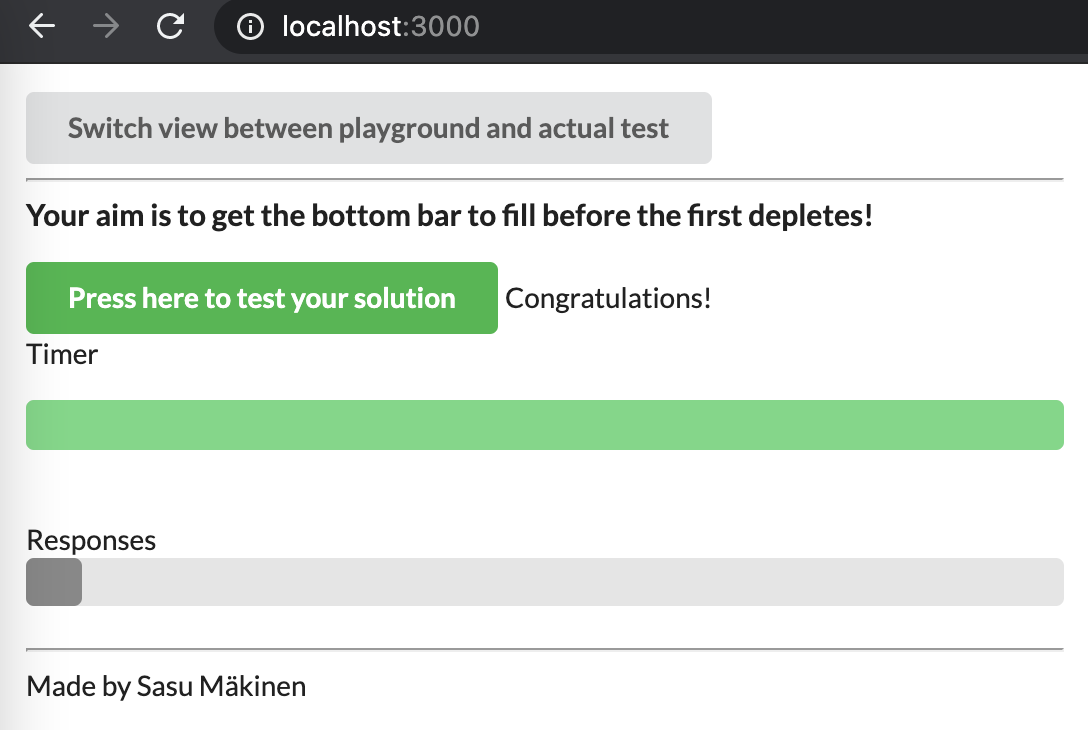 localhost:3000
Switch view between playground and actual test
Your aim is to get the bottom bar to fill before the first depletes!
Press here to test your solution Congratulations!
Timer
Responses
Made by Sasu Mäkinen